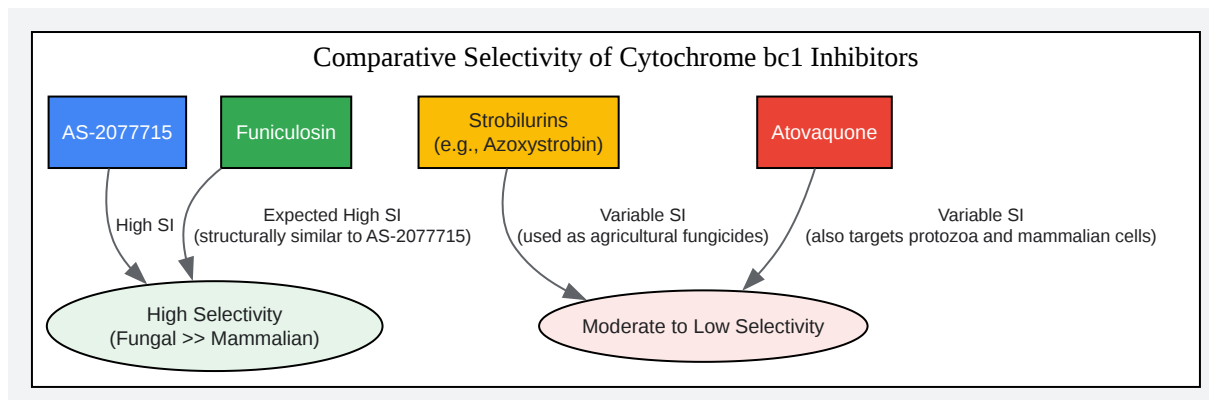 Comparative Selectivity of Cytochrome bc1 Inhibitors
AS-2077715
Funiculosin
Strobilurins
(e.g., Azoxystrobin)
Atovaquone
High SI
Expected High SI
(structurally similar to AS-2077715)
Variable SI
(used as agricultural fungicides)
Variable SI
(also targets protozoa and mammalian cells)
High Selectivity
(Fungal >> Mammalian)
Moderate to Low Selectivity